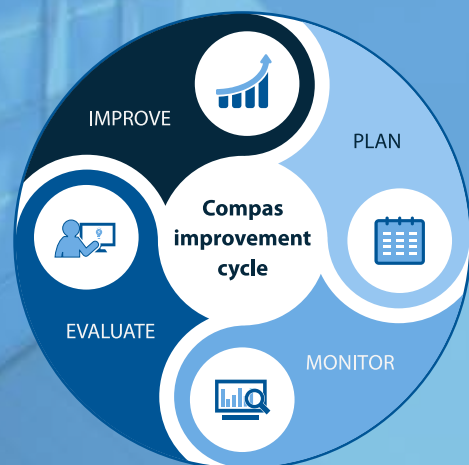 IMPROVE
PLAN
Compas
improvement
cycle
EVALUATE
MONITOR